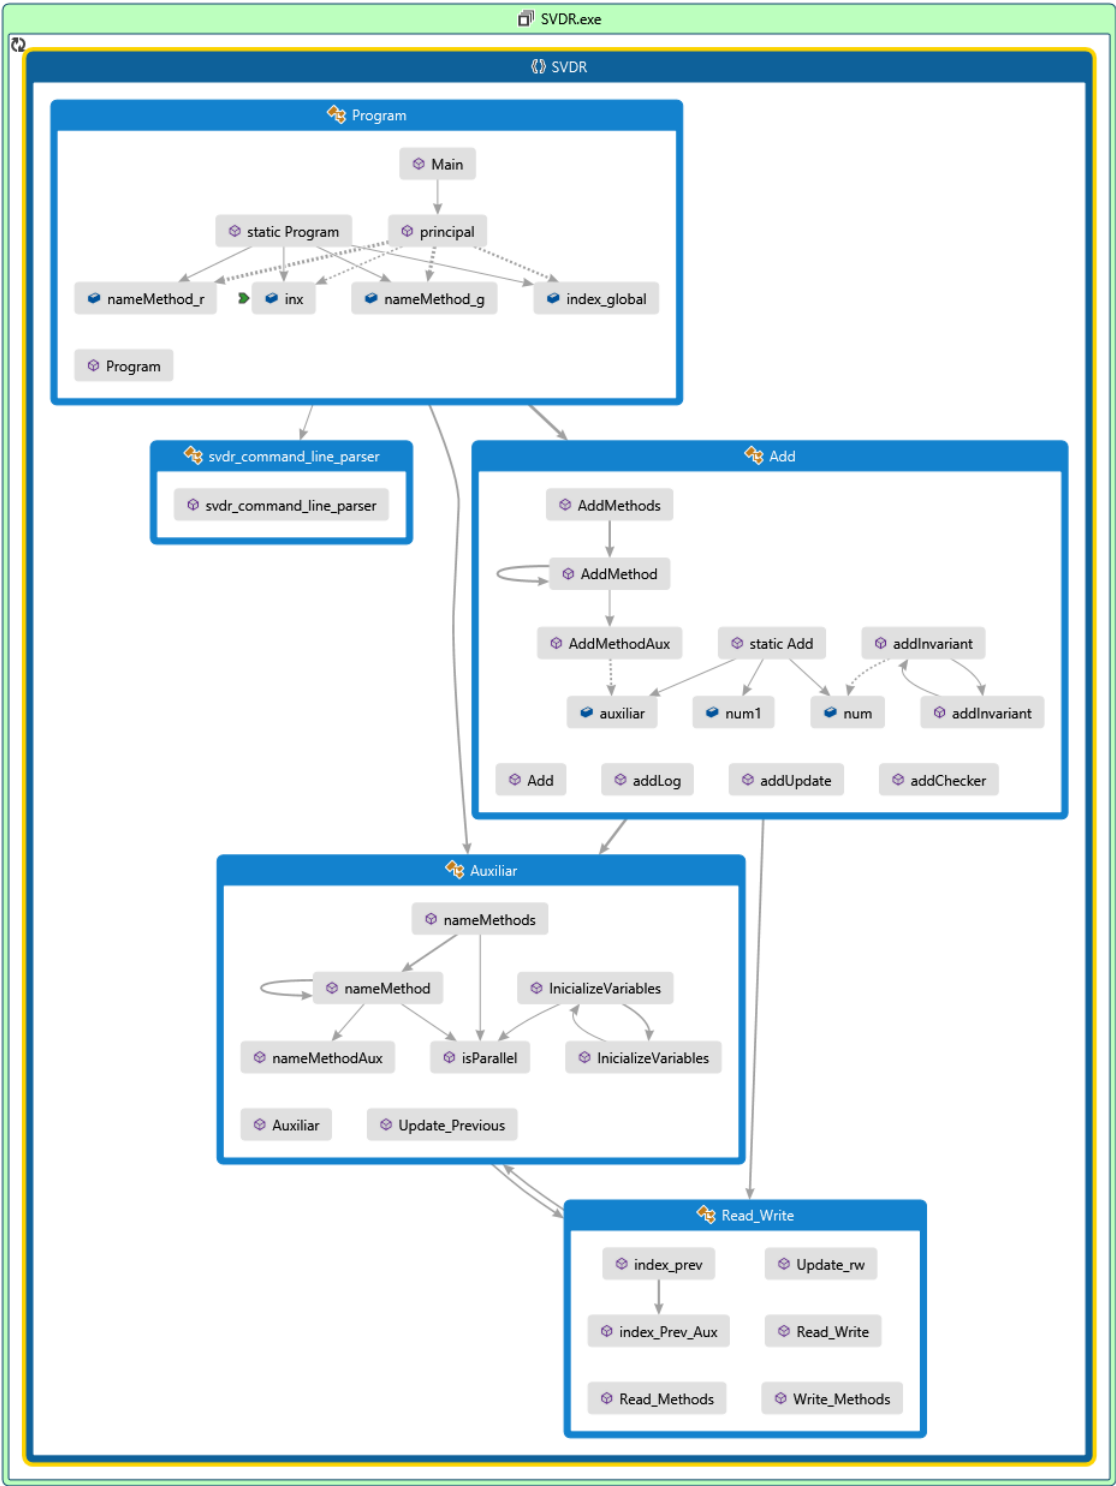 SVDR.exe
SVDR
Program
Main
static Program
principal
nameMethod_r
inx
nameMethod_g
index_global
Program
svdr_command_line_parser
svdr_command_line_parser
Add
AddMethods
AddMethod
AddMethodAux
static Add
addInvariant
auxiliar
num1
num
addInvariant
Add
addLog
addUpdate
addChecker
Auxiliar
nameMethods
nameMethod
InicializeVariables
nameMethodAux
isParallel
InicializeVariables
Auxiliar
Update_Previous
Read_Write
index_prev
Update_rw
index_Prev_Aux
Read_Write
Read_Methods
Write_Methods